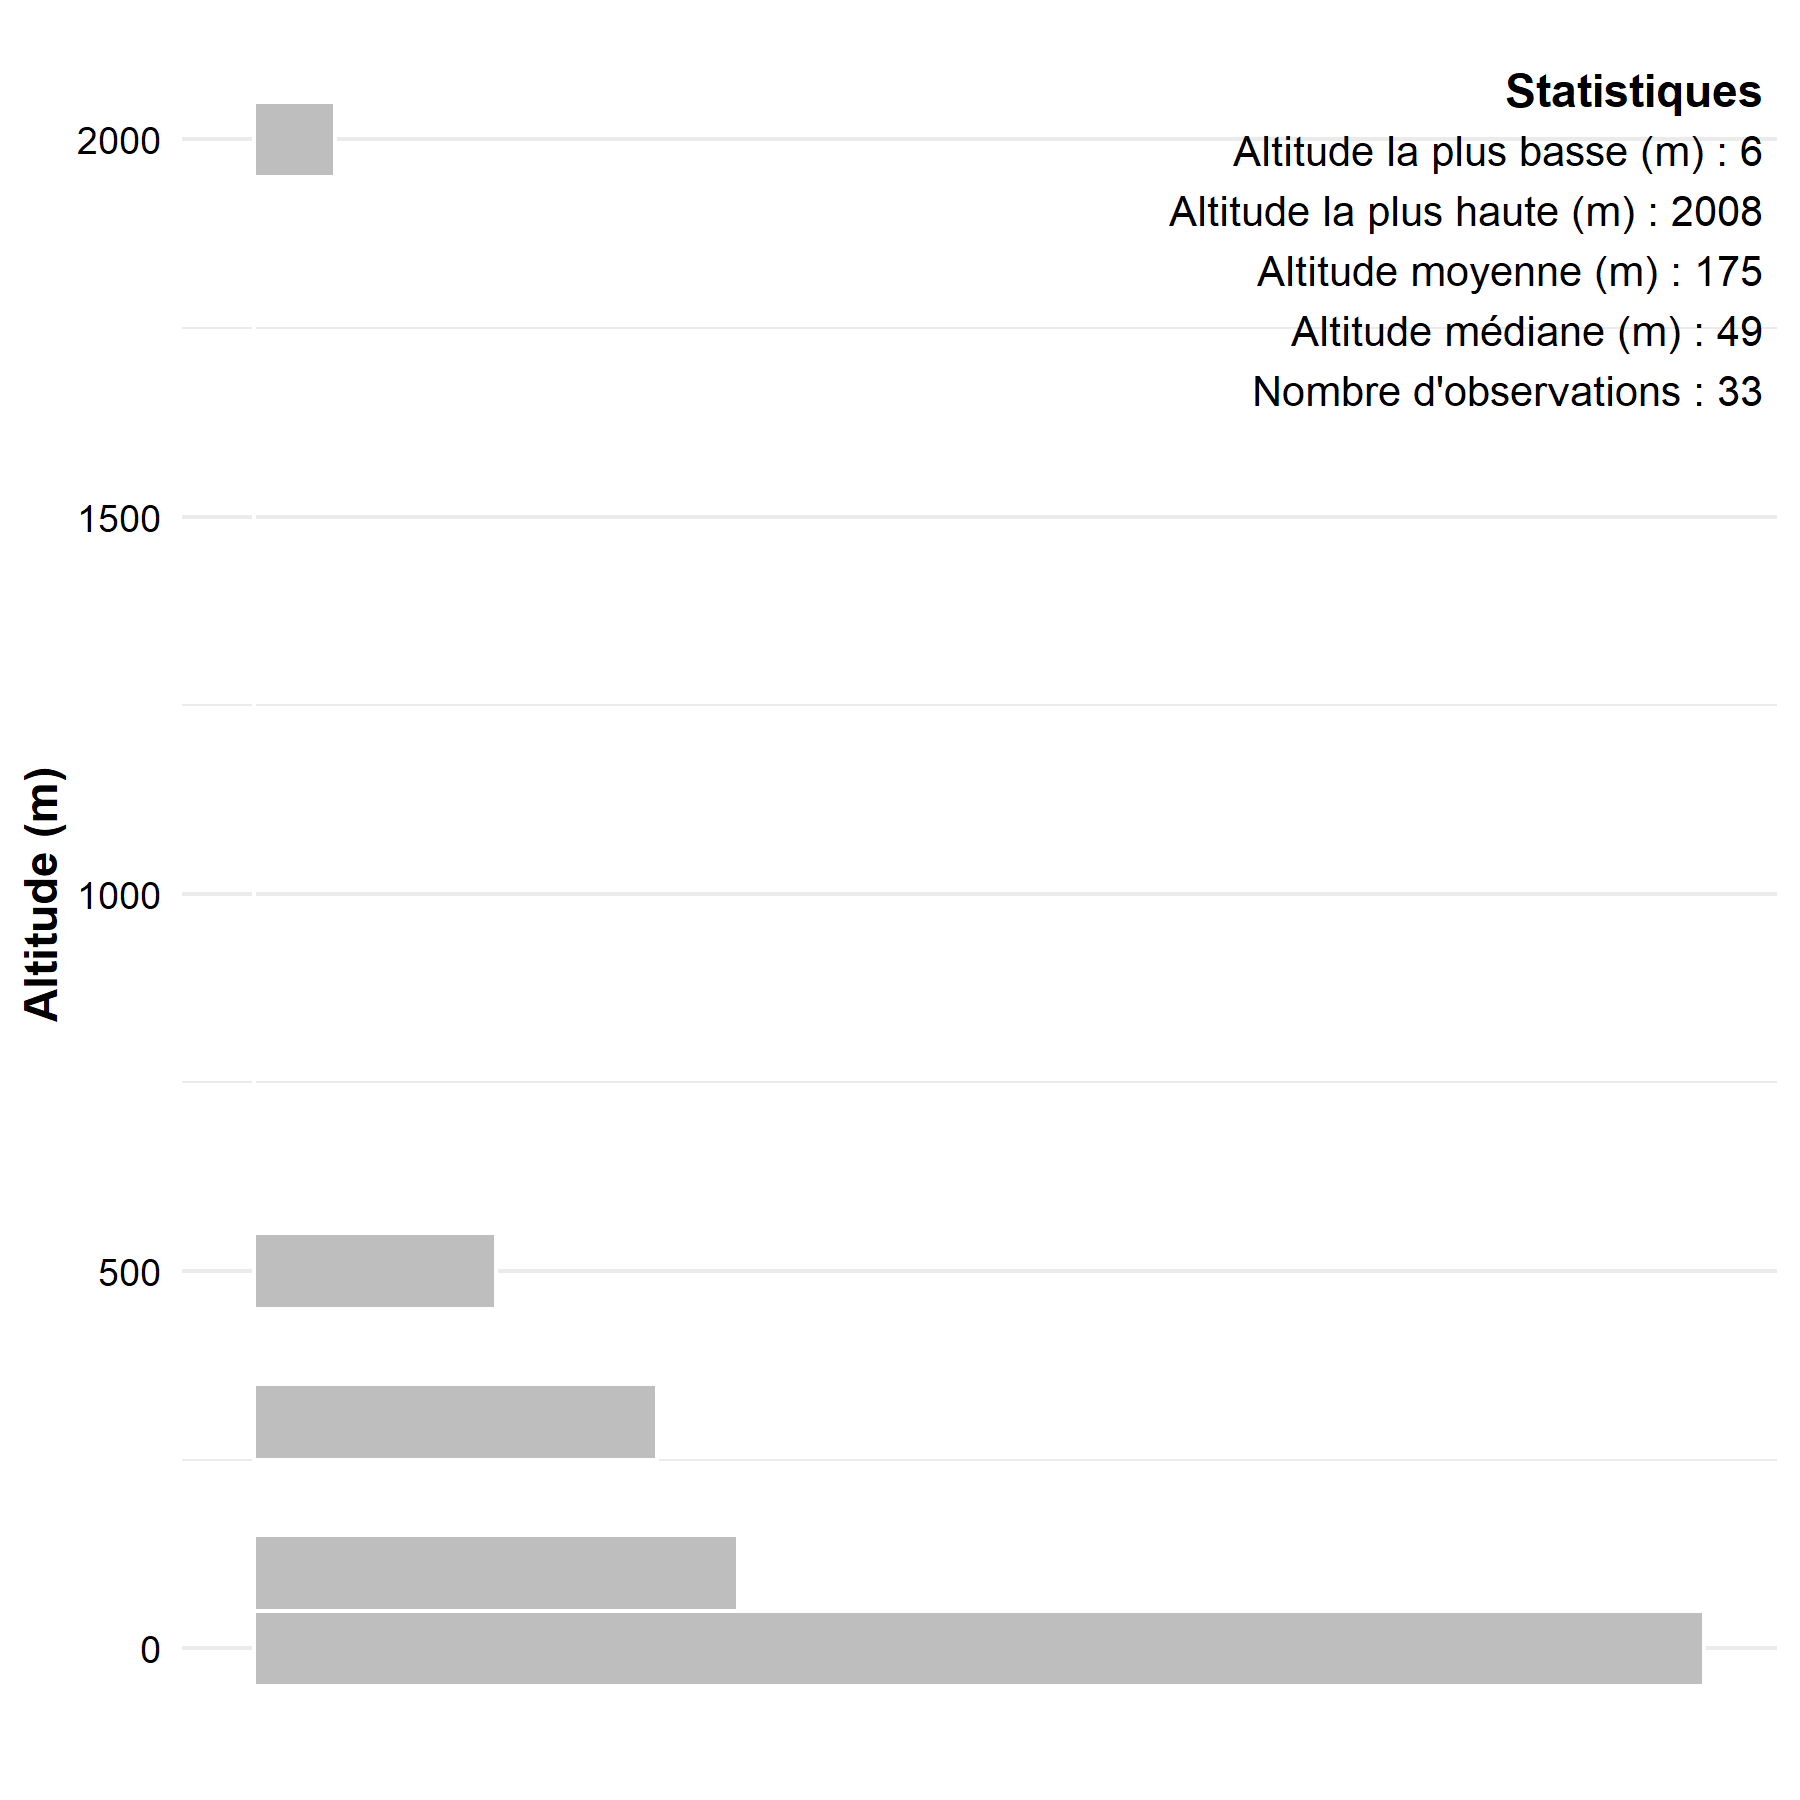 Statistiques
Altitude la plus basse (m) : 6
Altitude la plus haute (m) : 2008
Altitude moyenne (m) : 175
Altitude médiane (m) : 49
Nombre d'observations : 33
2000
1500
1000
500
0
Altitude (m)